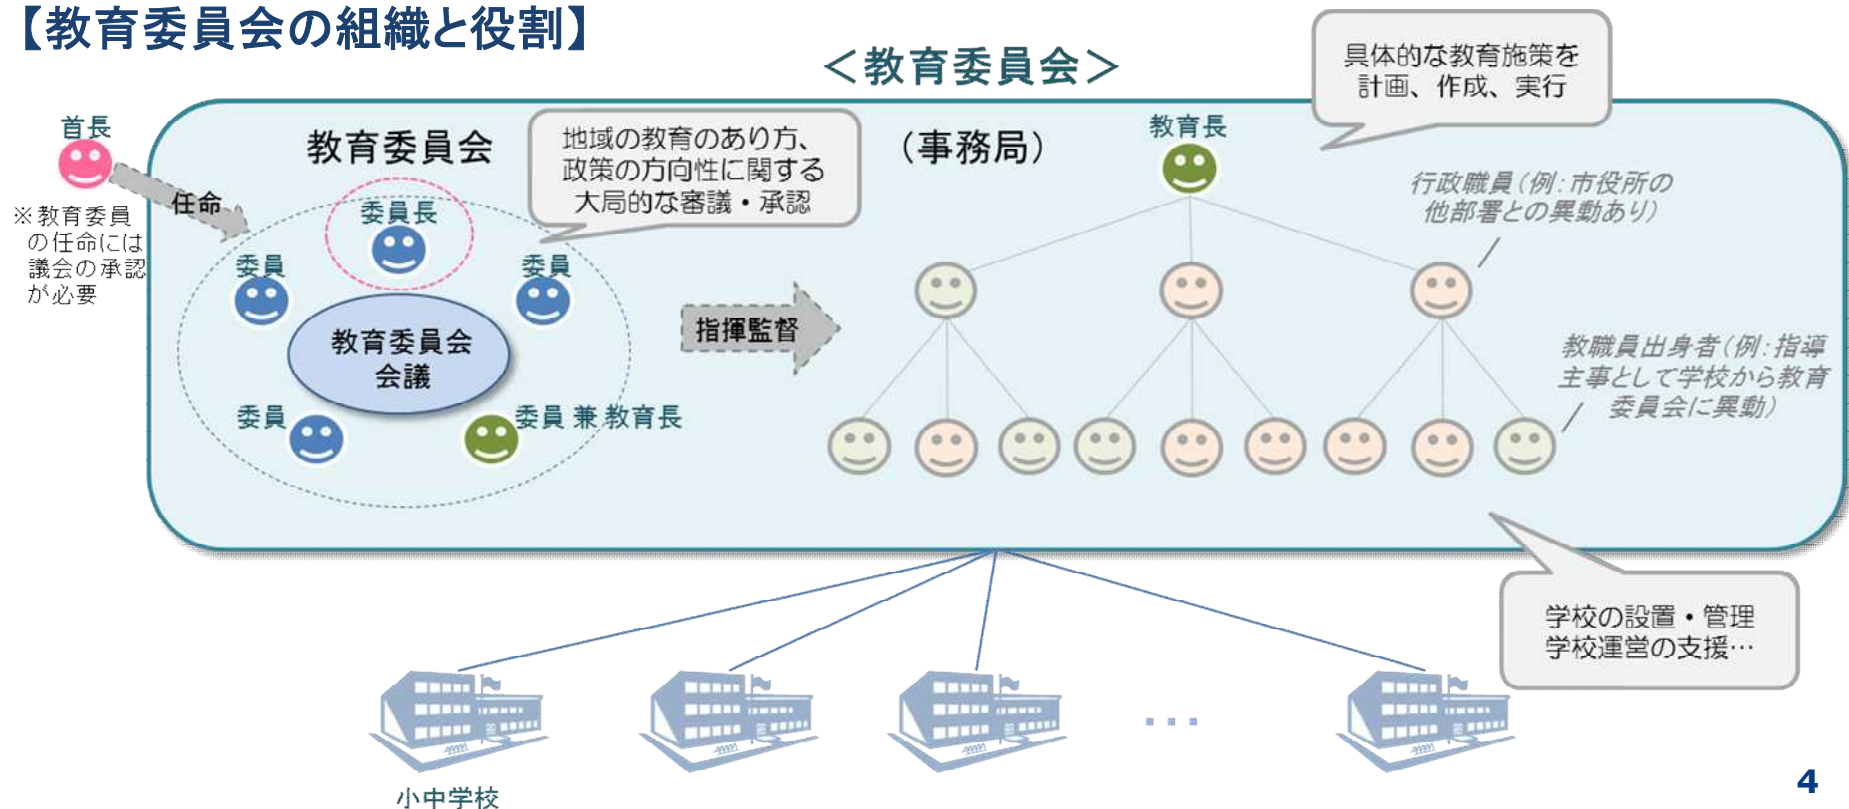 【教育委員会の組織と役割】
＜教育委員会＞
具体的な教育施策を
計画、作成、実行
首長
任命
※教育委員
の任命には
議会の承認
が必要
教育委員会
地域の教育のあり方、
政策の方向性に関する
大局的な審議・承認
（事務局）
教育長
行政職員（例：市役所の
他部署との異動あり）
委員長
委員
委員
教育委員会
会議
指揮監督
教職員出身者（例：指導
主事として学校から教育
委員会に異動）
委員
委員 兼 教育長
学校の設置・管理
学校運営の支援…
…
小中学校
4